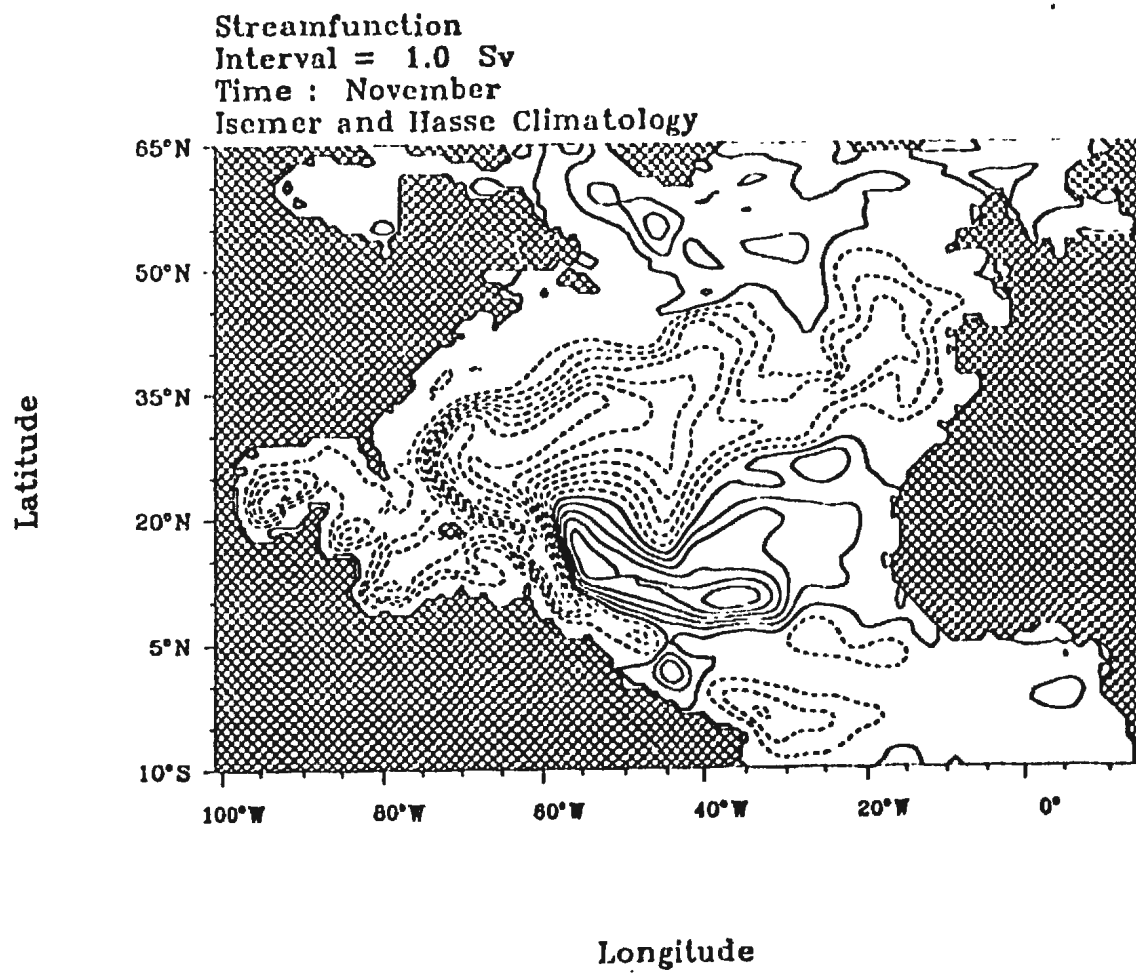 Streamfunction
Interval = 1.0 Sv
Time : November
Isemer and Hasse Climatology
65°N
50°N
35°N
20°N
5°N
10°S
100°W 80°W 60°W 40°W 20°W 0°
Latitude
Longitude